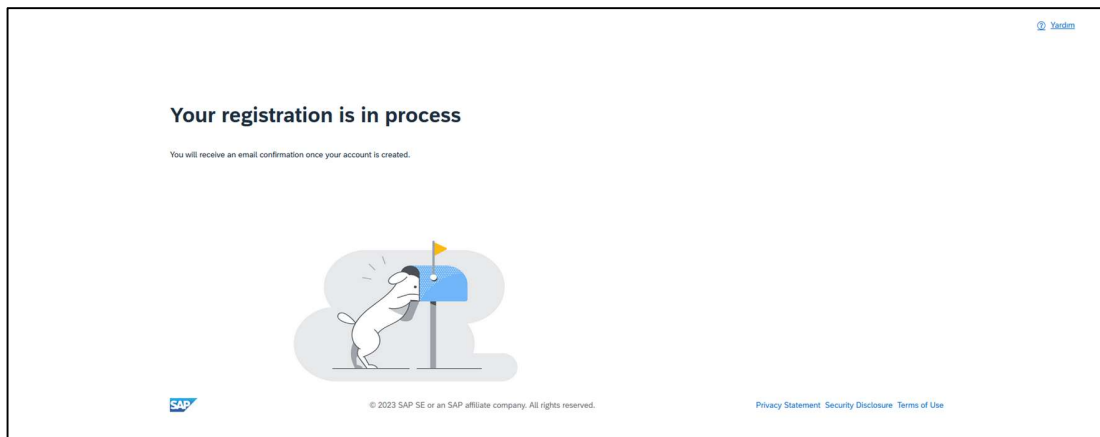 Yardım
Your registration is in process
You will receive an email confirmation once your account is created.
SAP
© 2023 SAP SE or an SAP affiliate company. All rights reserved.
Privacy Statement Security Disclosure Terms of Use